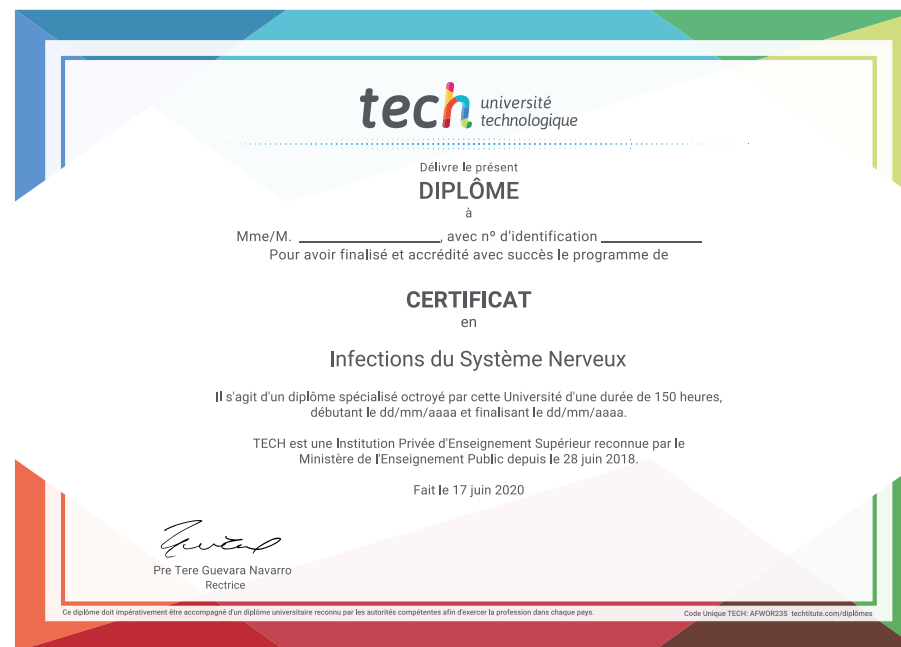 tech université
technologique
Délivre le présent
DIPLÔME
à
Mme/M. ____________, avec nº d'identification ____________
Pour avoir finalisé et accrédité avec succès le programme de
CERTIFICAT
en
Infections du Système Nerveux
Il s'agit d'un diplôme spécialisé octroyé par cette Université d'une durée de 150 heures,
débutant le dd/mm/aaaa et finalisant le dd/mm/aaaa.
TECH est une Institution Privée d'Enseignement Supérieur reconnue par le
Ministère de l'Enseignement Public depuis le 28 juin 2018.
Fait le 17 juin 2020
Pre Tere Guevara Navarro
Rectrice
Ce diplôme doit impérativement être accompagné d'un diplôme universitaire reconnu par les autorités compétentes afin d'exercer la profession dans chaque pays.
Code Unique TECH: AFWOR23S techtitute.com/diplômes